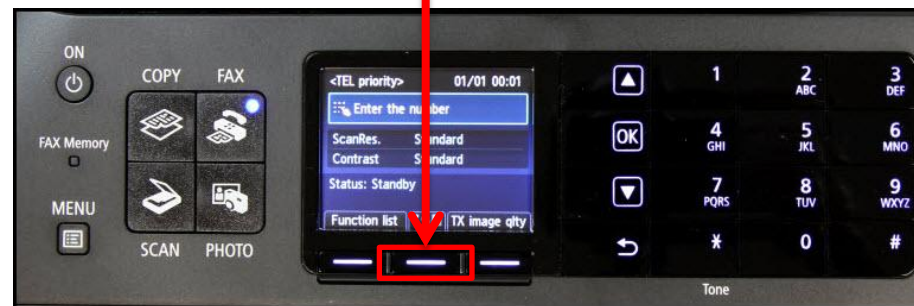 ON
COPY FAX
FAX Memory
MENU
SCAN PHOTO
<TEL priority> 01/01 00:01
Enter the number
ScanRes. Standard
Contrast Standard
Status: Standby
Function list TX image qlty
OK
1
2
ABC
3
DEF
4
GHI
5
JKL
6
MNO
7
PQRS
8
TUV
9
WXYZ
*
0
#
Tone